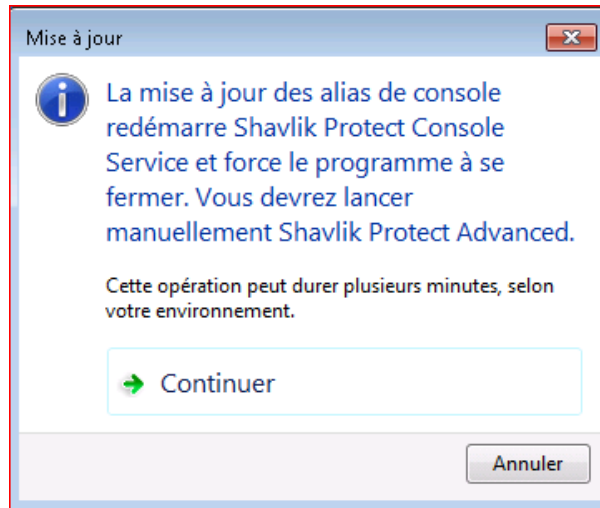 Mise à jour
La mise à jour des alias de console
redémarre Shavlik Protect Console
Service et force le programme à se
fermer. Vous devrez lancer
manuellement Shavlik Protect Advanced.
Cette opération peut durer plusieurs minutes, selon
votre environnement.
Continuer
Annuler